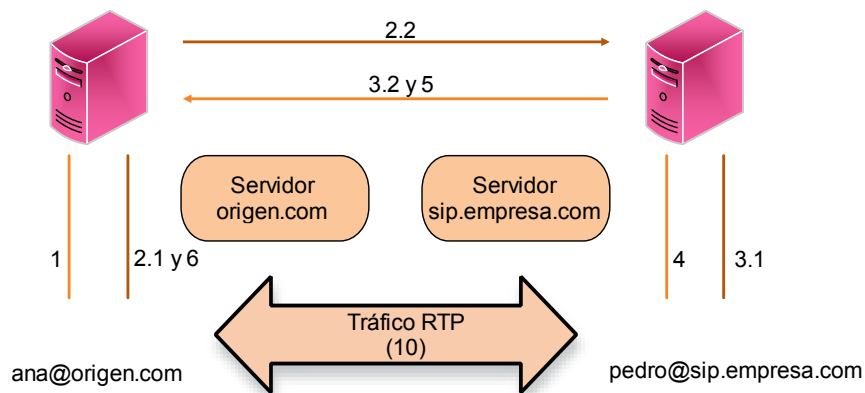 2.2
3.2 y 5
Servidor
origen.com
Servidor
sip.empresa.com
1
2.1 y 6
4
3.1
Tráfico RTP
(10)
ana@origen.com
pedro@sip.empresa.com